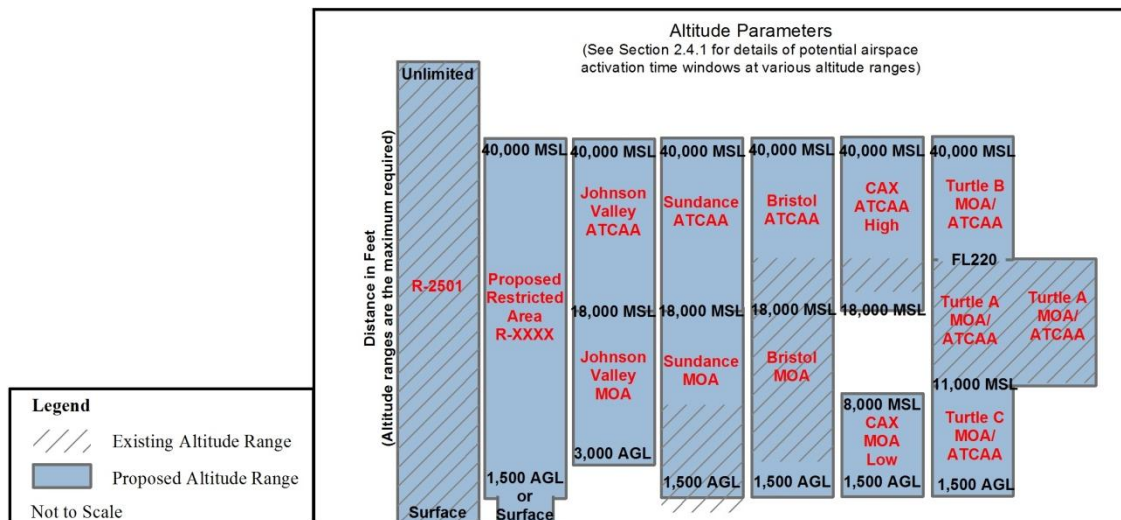 Altitude Parameters
(See Section 2.4.1 for details of potential airspace
activation time windows at various altitude ranges)
Distance in Feet
(Altitude ranges are the maximum required)
Unlimited
R-2501
Surface
40,000 MSL
Proposed
Restricted
Area
R-XXXX
1,500 AGL
or
Surface
40,000 MSL
Johnson
Valley
ATCAA
18,000 MSL
Johnson
Valley
MOA
3,000 AGL
40,000 MSL
Sundance
ATCAA
18,000 MSL
Sundance
MOA
1,500 AGL
40,000 MSL
Bristol
ATCAA
18,000 MSL
Bristol
MOA
1,500 AGL
40,000 MSL
CAX
ATCAA
High
18,000 MSL
8,000 MSL
CAX
MOA
Low
1,500 AGL
40,000 MSL
Turtle B
MOA/
ATCAA
FL220
Turtle A
MOA/
ATCAA
Turtle A
MOA/
ATCAA
11,000 MSL
Turtle C
MOA/
ATCAA
1,500 AGL
Legend
Existing Altitude Range
Proposed Altitude Range
Not to Scale